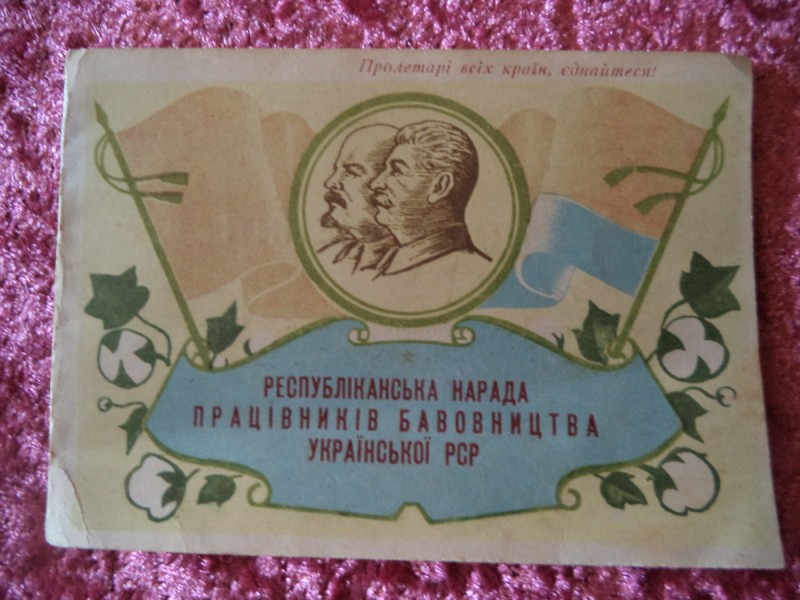 Пролетарі всіх країн, єднайтеся!
РЕСПУБЛІКАНСЬКА НАРАДА
ПРАЦІВНИКІВ БАВОВНИЦТВА
УКРАЇНСЬКОЇ РСР